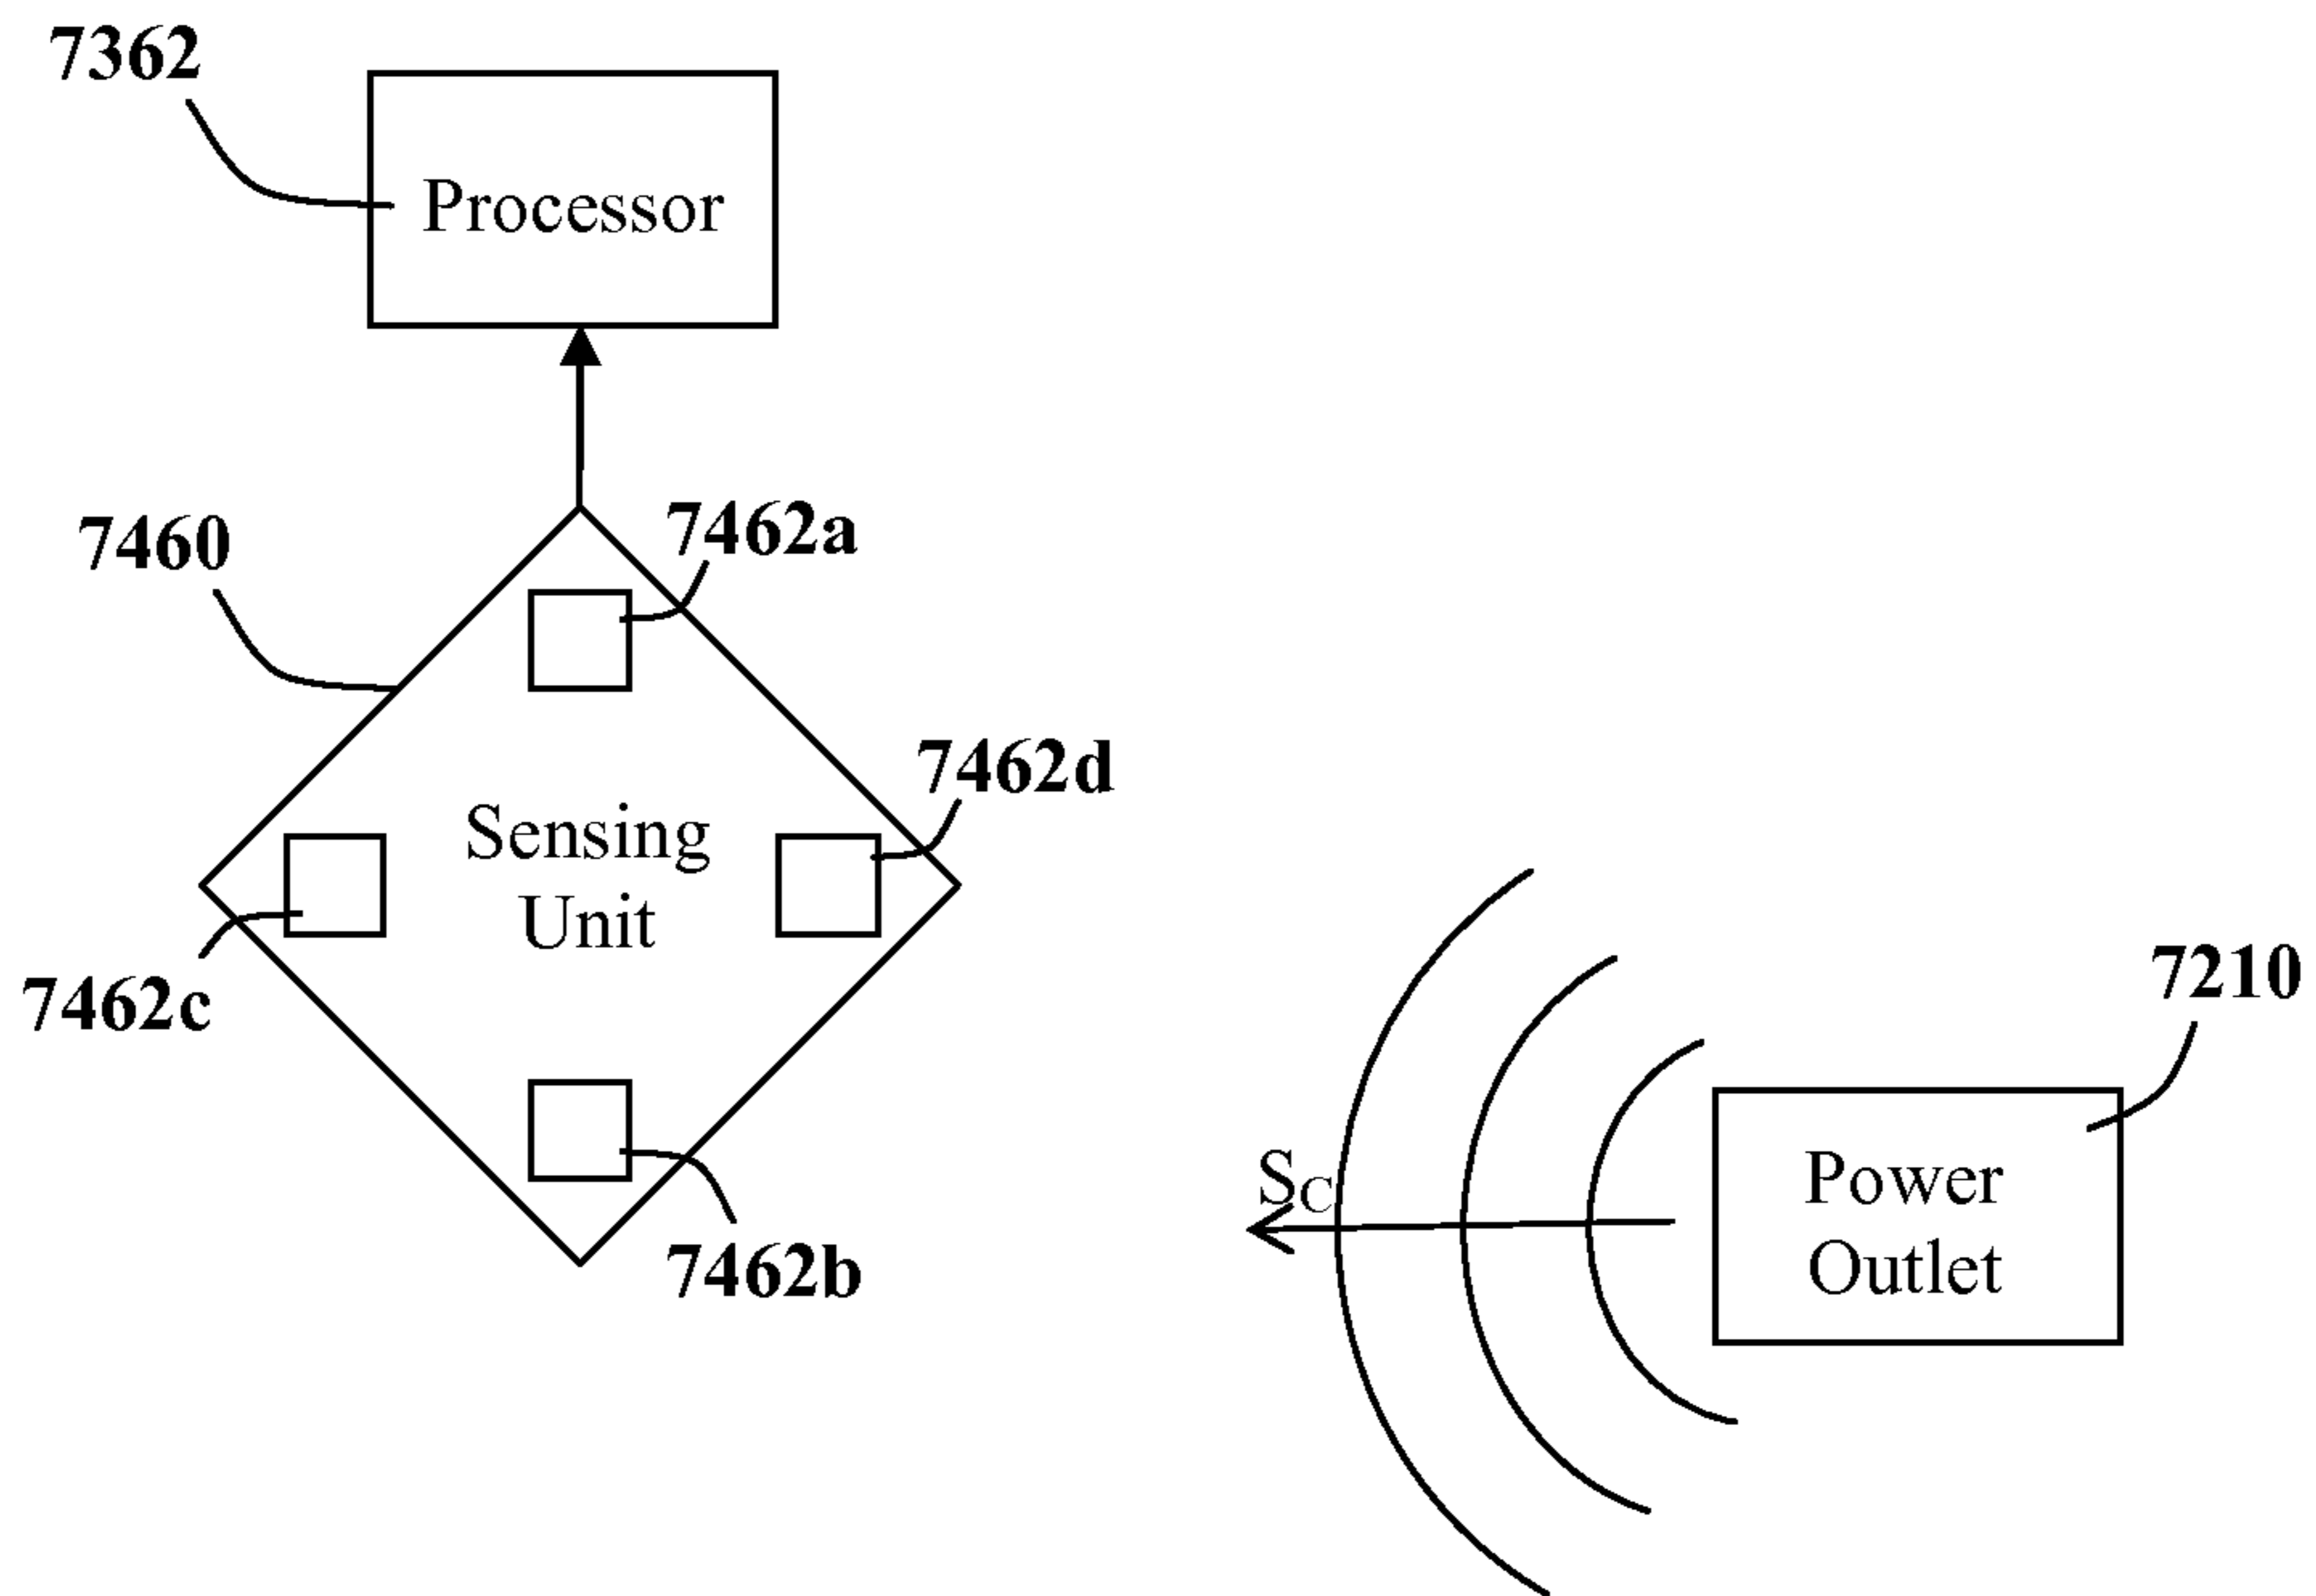 7362
Processor
7460
7462a
7462d
Sensing
Unit
7462c
7210
7462b
SC
Power
Outlet